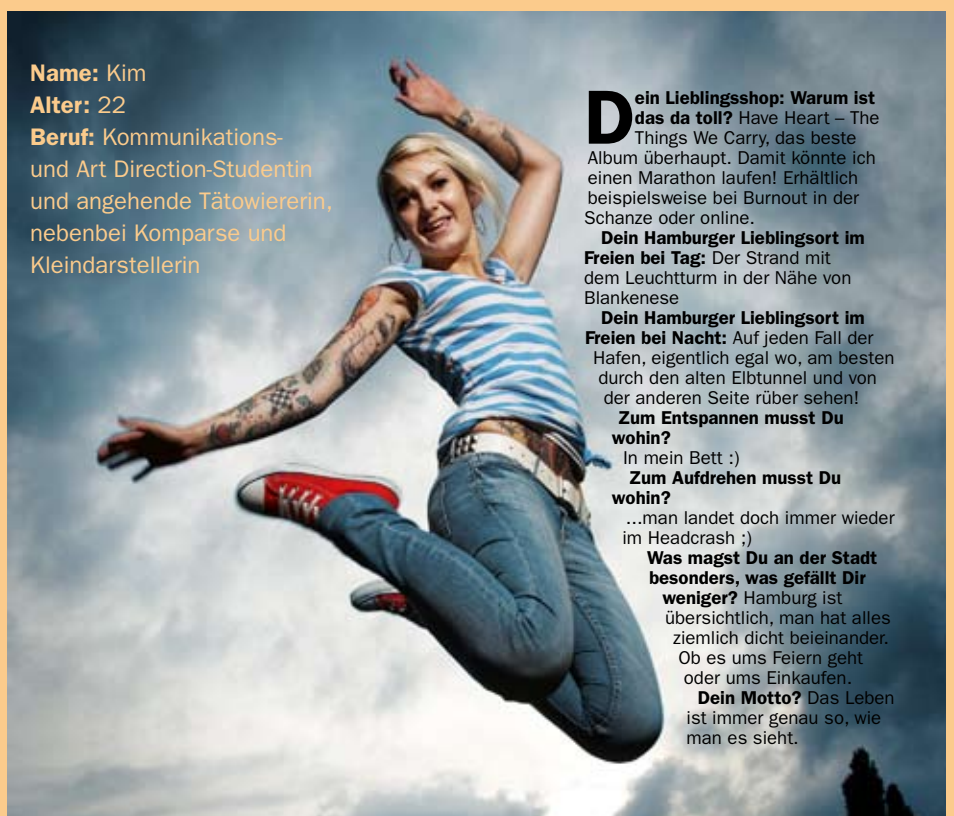 Name: Kim
Alter: 22
Beruf: Kommunikations-
und Art Direction-Studentin
und angehende Tätowiererin,
nebenbei Komparse und
Kleindarstellerin
Dein Lieblingsshop: Warum ist
das da toll? Have Heart – The
Things We Carry, das beste
Album überhaupt. Damit könnte ich
einen Marathon laufen! Erhältlich
beispielsweise bei Burnout in der
Schanze oder online.
Dein Hamburger Lieblingsort im
Freien bei Tag: Der Strand mit
dem Leuchtturm in der Nähe von
Blankenese
Dein Hamburger Lieblingsort im
Freien bei Nacht: Auf jeden Fall der
Hafen, eigentlich egal wo, am besten
durch den alten Elbtunnel und von
der anderen Seite rüber sehen!
Zum Entspannen musst Du
wohin?
In mein Bett :)
Zum Aufdrehen musst Du
wohin?
...man landet doch immer wieder
im Headcrash ;)
Was magst Du an der Stadt
besonders, was gefällt Dir
weniger? Hamburg ist
übersichtlich, man hat alles
ziemlich dicht beieinander.
Ob es ums Feiern geht
oder ums Einkaufen.
Dein Motto? Das Leben
ist immer genau so, wie
man es sieht.